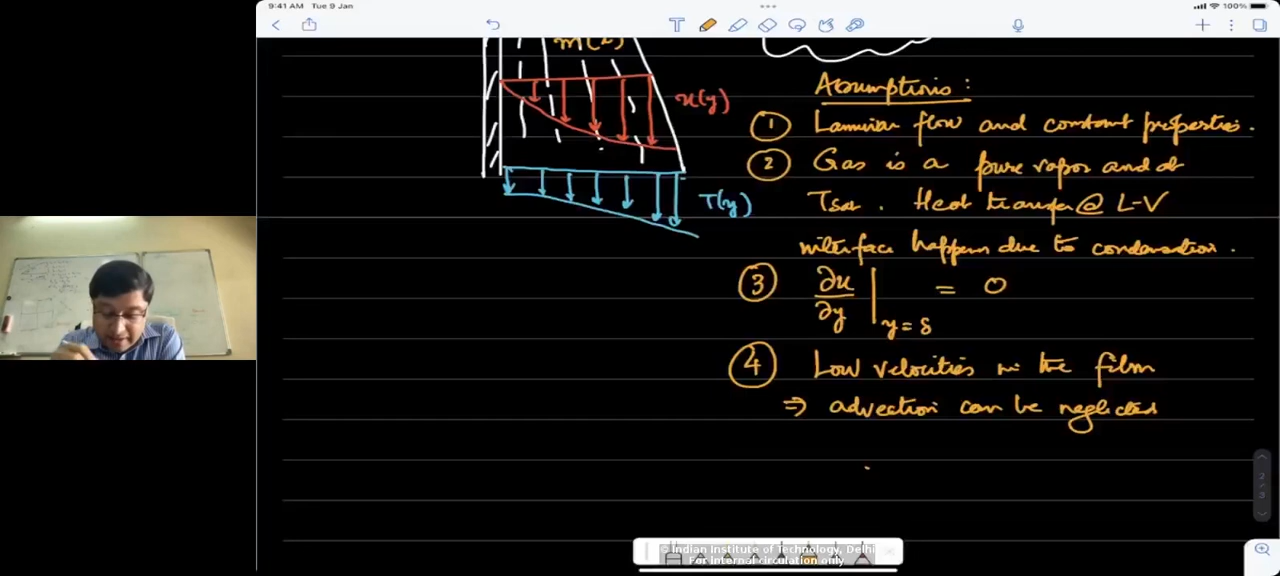 9:41 AM Tue 9 Jan
100%
ṁ(x)
u(y)
T(y)
Assumptions :
① Laminar flow and constant properties.
② Gas is a pure vapor and at
Tsat . Heat transfer @ L-V
interface happens due to condensation.
③ ∂u/∂y |y=δ = 0
④ Low velocities in the film
⇒ advection can be neglected
2
3
© Indian Institute of Technology, Delhi
For Internal circulation only